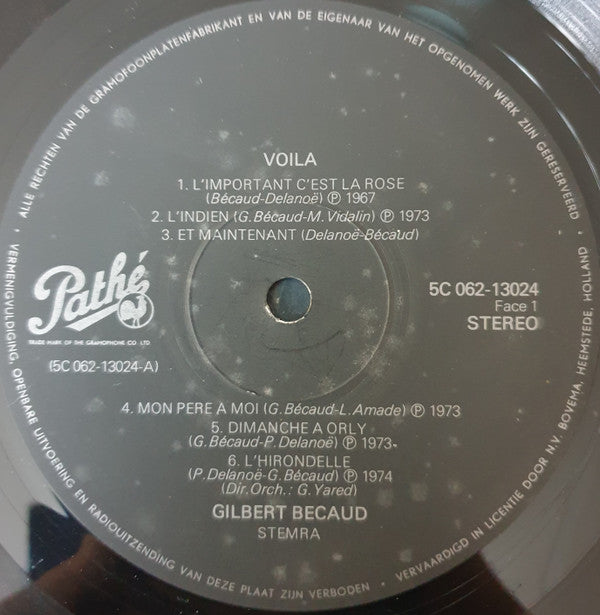 ALLE RECHTEN VAN DE GRAMOFOONPLATENFABRIKANT EN VAN DE EIGENAAR VAN HET OPGENOMEN WERK ZIJN GERESERVEERD •
VOILA
1. L'IMPORTANT C'EST LA ROSE
(Bécaud-Delanoë) Ⓟ 1967
2. L'INDIEN (G. Bécaud-M. Vidalin) Ⓟ 1973
3. ET MAINTENANT (Delanoë-Bécaud)
Pathé
TRADE MARK OF THE GRAMOPHONE CO LTD
(5C 062-13024-A)
5C 062-13024
Face 1
STEREO
4. MON PERE A MOI (G. Bécaud-L. Amade) Ⓟ 1973
5. DIMANCHE A ORLY
(G. Bécaud-P. Delanoë) Ⓟ 1973
6. L'HIRONDELLE
(P. Delanoë-G. Bécaud) Ⓟ 1974
(Dir. Orch.: G. Yared)
GILBERT BECAUD
STEMRA
• VERMENIGVULDIGING, OPENBARE UITVOERING EN RADIOUITZENDING VAN DEZE PLAAT ZIJN VERBODEN • VERVAARDIGD IN LICENTIE DOOR N.V. BOVEMA, HEEMSTEDE, HOLLAND •